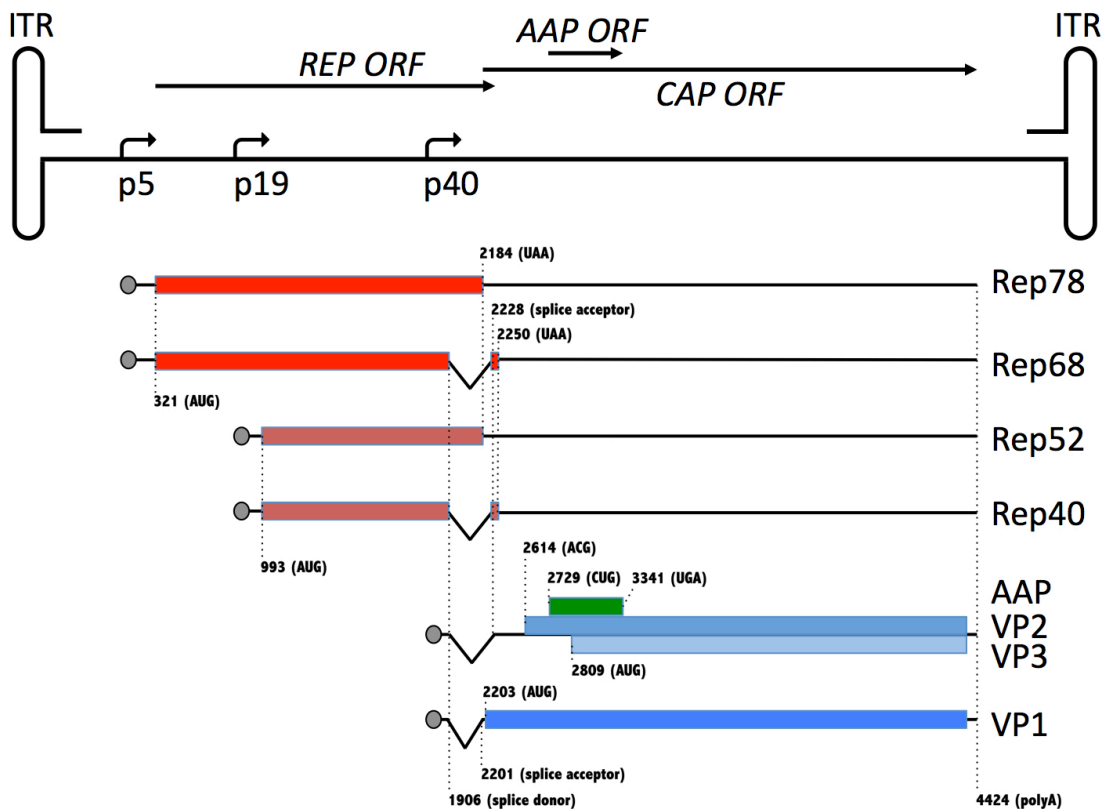 ITR
ITR
AAP ORF
REP ORF
CAP ORF
p5
p19
p40
2184 (UAA)
Rep78
2228 (splice acceptor)
2250 (UAA)
Rep68
321 (AUG)
Rep52
Rep40
2614 (ACG)
993 (AUG)
2729 (CUG)
3341 (UGA)
AAP
VP2
VP3
2809 (AUG)
2203 (AUG)
VP1
2201 (splice acceptor)
1906 (splice donor)
4424 (polyA)